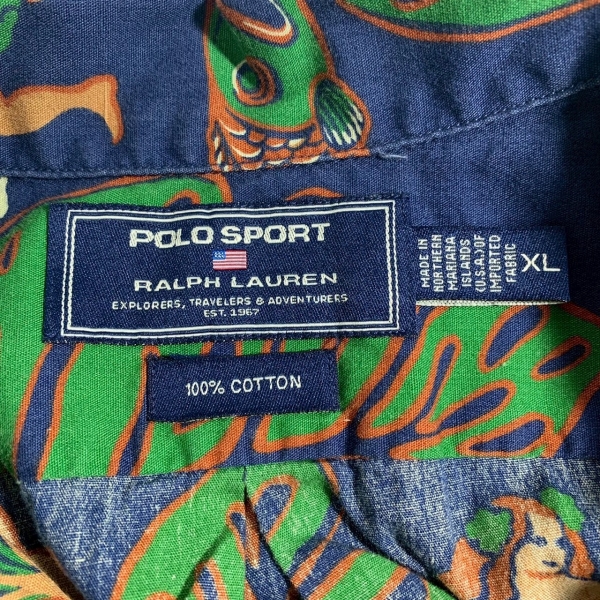 POLO SPORT
RALPH LAUREN
EXPLORERS, TRAVELERS & ADVENTURERS
EST. 1967
MADE IN
NORTHERN
MARIANA
ISLANDS
(U.S.A.) OF
IMPORTED
FABRIC
XL
100% COTTON